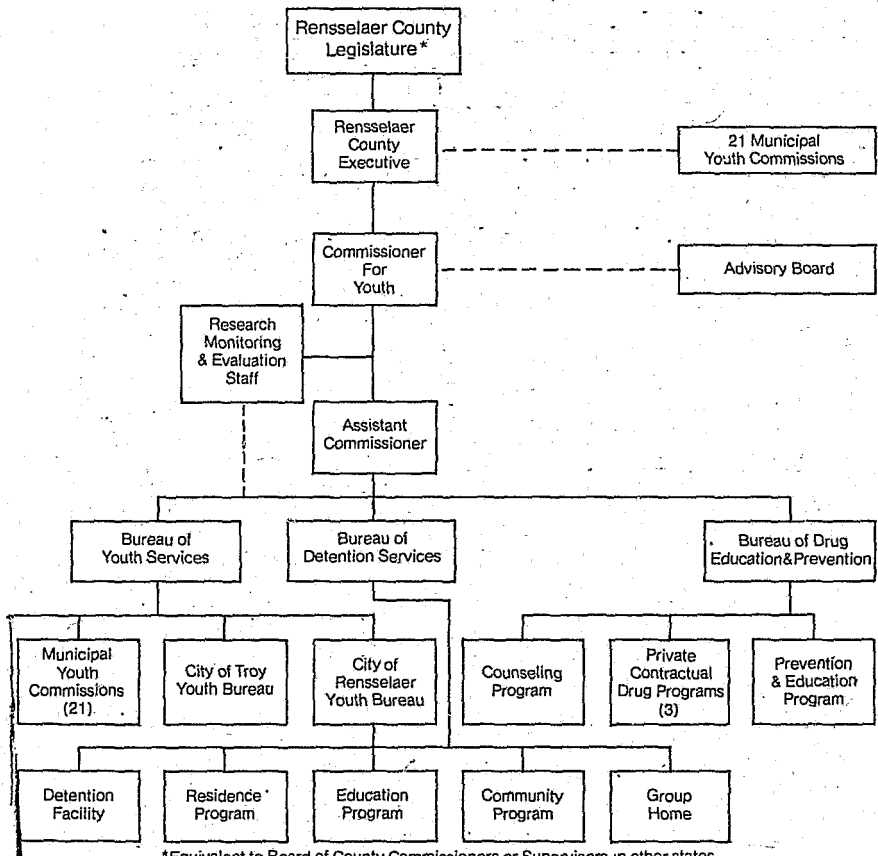 Rensselaer County
Legislature*
Rensselaer
County
Executive
21 Municipal
Youth Commissions
Commissioner
For
Youth
Advisory Board
Research
Monitoring
& Evaluation
Staff
Assistant
Commissioner
Bureau of
Youth Services
Bureau of
Detention Services
Bureau of Drug
Education&Prevention
Municipal
Youth
Commissions
(21)
City of Troy
Youth Bureau
City of
Rensselaer
Youth Bureau
Counseling
Program
Private
Contractual
Drug Programs
(3)
Prevention
& Education
Program
Detention
Facility
Residence
Program
Education
Program
Community
Program
Group
Home
*Equivalent to Board of County Commissioners or Supervisors in other states